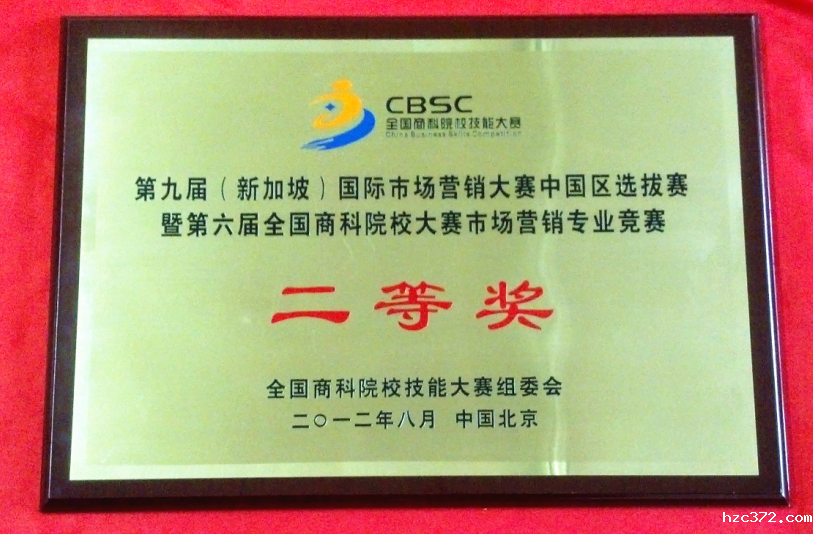 CBSC
全国商科院校技能大赛
China Business Skills Competition
第九届（新加坡）国际市场营销大赛中国区选拔赛
暨第六届全国商科院校大赛市场营销专业竞赛
二等奖
全国商科院校技能大赛组委会
二〇一二年八月 中国北京
hzc372.com